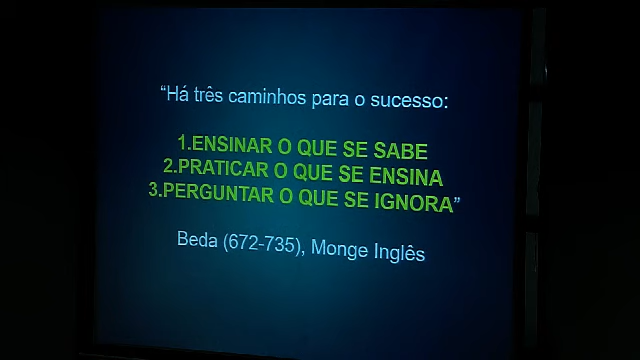 “Há três caminhos para o sucesso:
1.ENSINAR O QUE SE SABE
2.PRATICAR O QUE SE ENSINA
3.PERGUNTAR O QUE SE IGNORA”
Beda (672-735), Monge Inglês